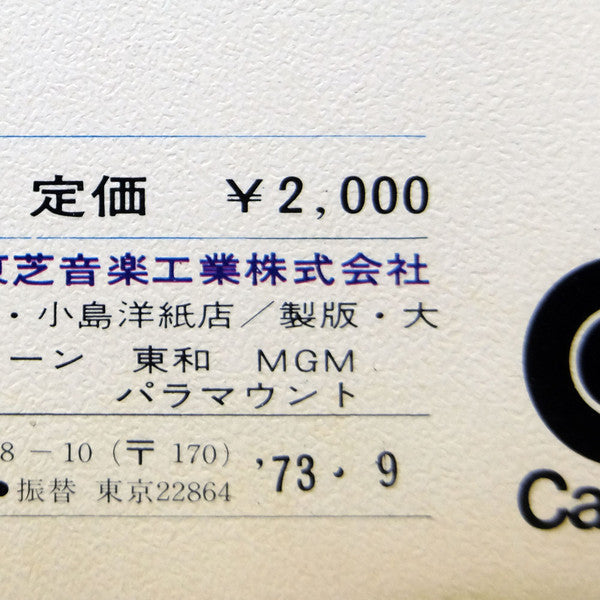 定価 ￥2,000
東芝音楽工業株式会社
・小島洋紙店／製版・大
ーン 東和 MGM
パラマウント
8－10（〒170） '73・9
●振替 東京22864
Ca